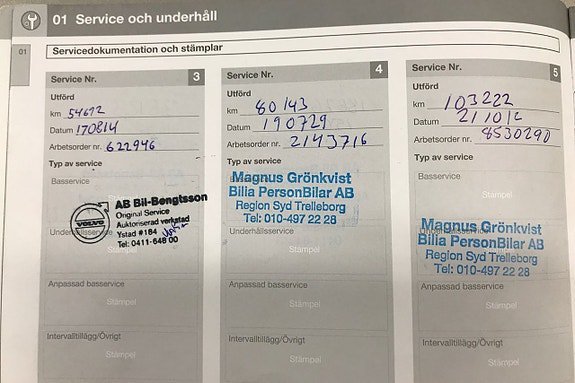 01 Service och underhåll
01
Servicedokumentation och stämplar
Service Nr. 3
Utförd
km 54672
Datum 170814
Arbetsorder nr. 622946
Typ av service
Basservice
AB Bil-Bengtsson
Original Service
Auktoriserad verkstad
Ystad #184
Tel: 0411-648 00
VOLVO
Underhållsservice
Stämpel
Anpassad basservice
Stämpel
Intervalltillägg/Övrigt
Stämpel
Service Nr. 4
Utförd
km 80143
Datum 190729
Arbetsorder nr. 2143716
Typ av service
Magnus Grönkvist
Bilia PersonBilar AB
Region Syd Trelleborg
Tel: 010-497 22 28
Underhållsservice
Stämpel
Anpassad basservice
Stämpel
Intervalltillägg/Övrigt
Stämpel
Service Nr. 5
Utförd
km 103222
Datum 211012
Arbetsorder nr. 8530290
Typ av service
Basservice
Stämpel
Magnus Grönkvist
Bilia PersonBilar AB
Region Syd Trelleborg
Tel: 010-497 22 28
Anpassad basservice
Stämpel
Intervalltillägg/Övrigt
Stämpel